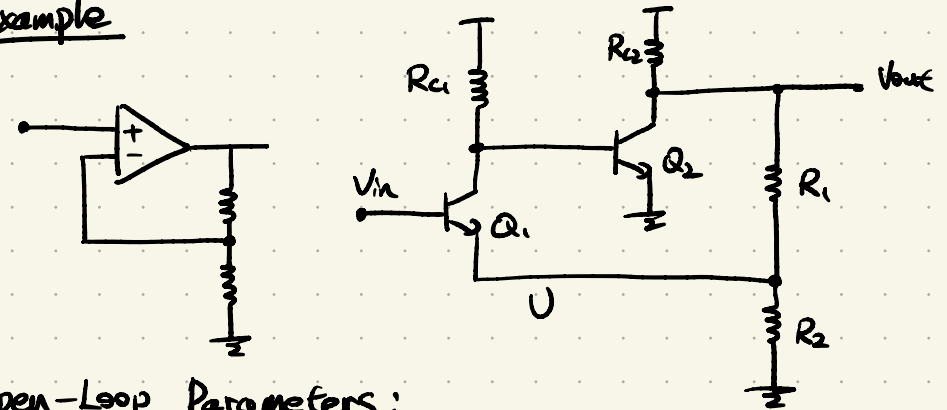 xample
Rc1
Rc2
Vout
+
-
Vin
Q1
Q2
R1
U
R2
pen-Loop Parameters: